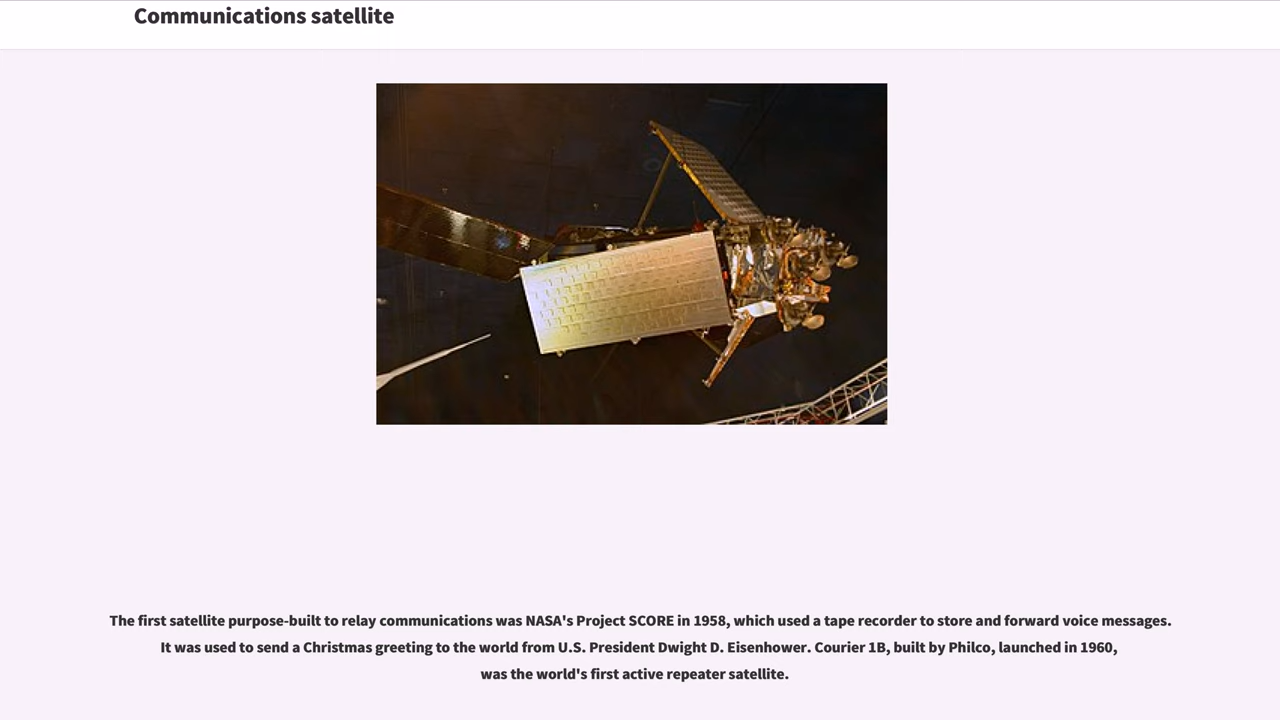 Communications satellite
The first satellite purpose-built to relay communications was NASA's Project SCORE in 1958, which used a tape recorder to store and forward voice messages.
It was used to send a Christmas greeting to the world from U.S. President Dwight D. Eisenhower. Courier 1B, built by Philco, launched in 1960,
was the world's first active repeater satellite.